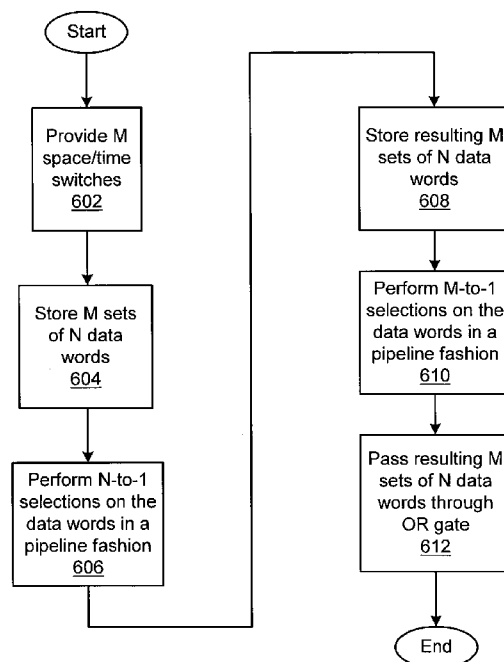 Start
Provide M
space/time
switches
602
Store M sets
of N data
words
604
Perform N-to-1
selections on the
data words in a
pipeline fashion
606
Store resulting M
sets of N data
words
608
Perform M-to-1
selections on the
data words in a
pipeline fashion
610
Pass resulting M
sets of N data
words through
OR gate
612
End